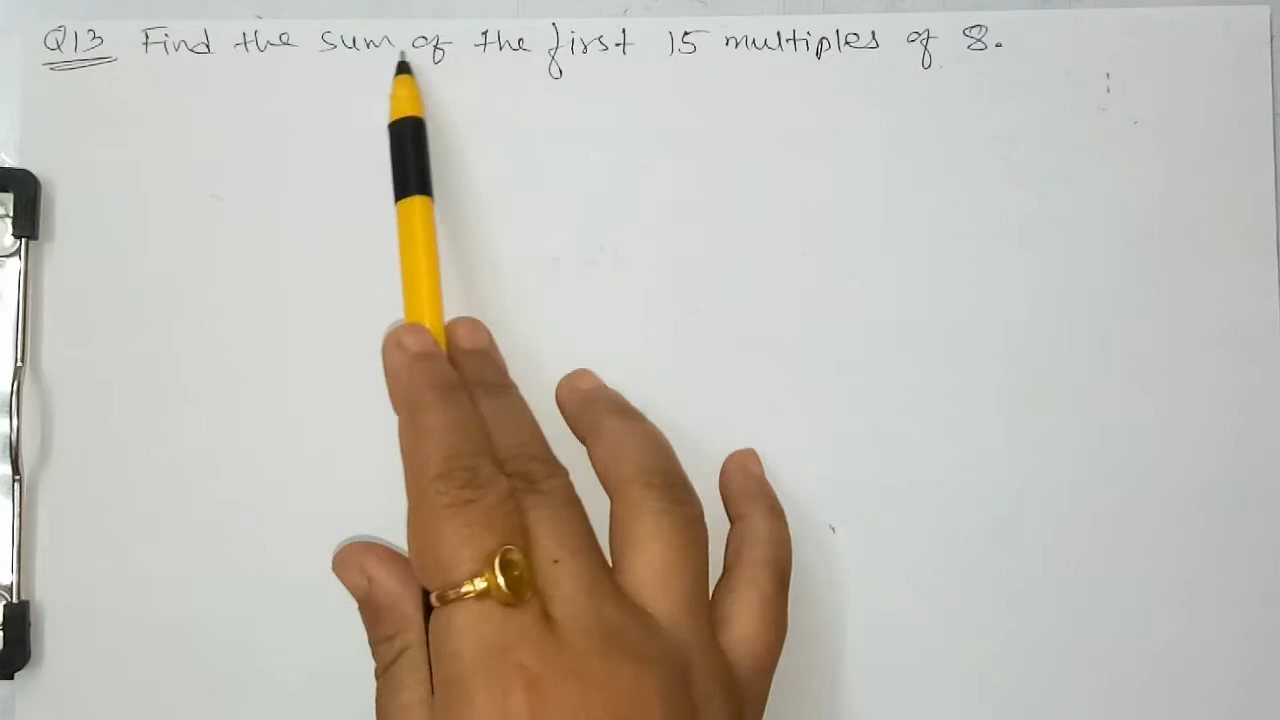 Q13 Find the sum of the first 15 multiples of 8.